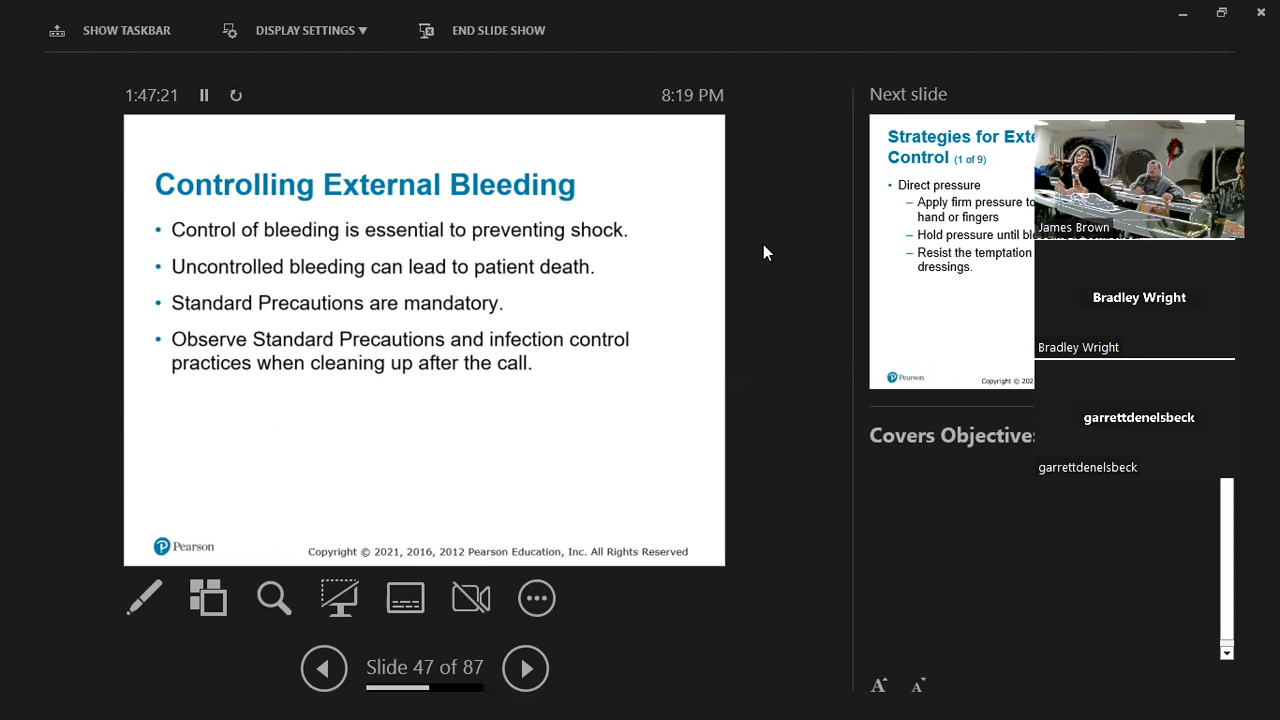 SHOW TASKBAR
DISPLAY SETTINGS
END SLIDE SHOW
1:47:21
8:19 PM
Controlling External Bleeding
• Control of bleeding is essential to preventing shock.
• Uncontrolled bleeding can lead to patient death.
• Standard Precautions are mandatory.
• Observe Standard Precautions and infection control
practices when cleaning up after the call.
Pearson
Copyright © 2021, 2016, 2012 Pearson Education, Inc. All Rights Reserved
Slide 47 of 87
Next slide
Strategies for Exte
Control (1 of 9)
• Direct pressure
– Apply firm pressure to
hand or fingers
– Hold pressure until
– Resist the temptation
dressings.
Pearson
Copyright © 202
Covers Objective
James Brown
Bradley Wright
Bradley Wright
garrettdenelsbeck
garrettdenelsbeck
A A